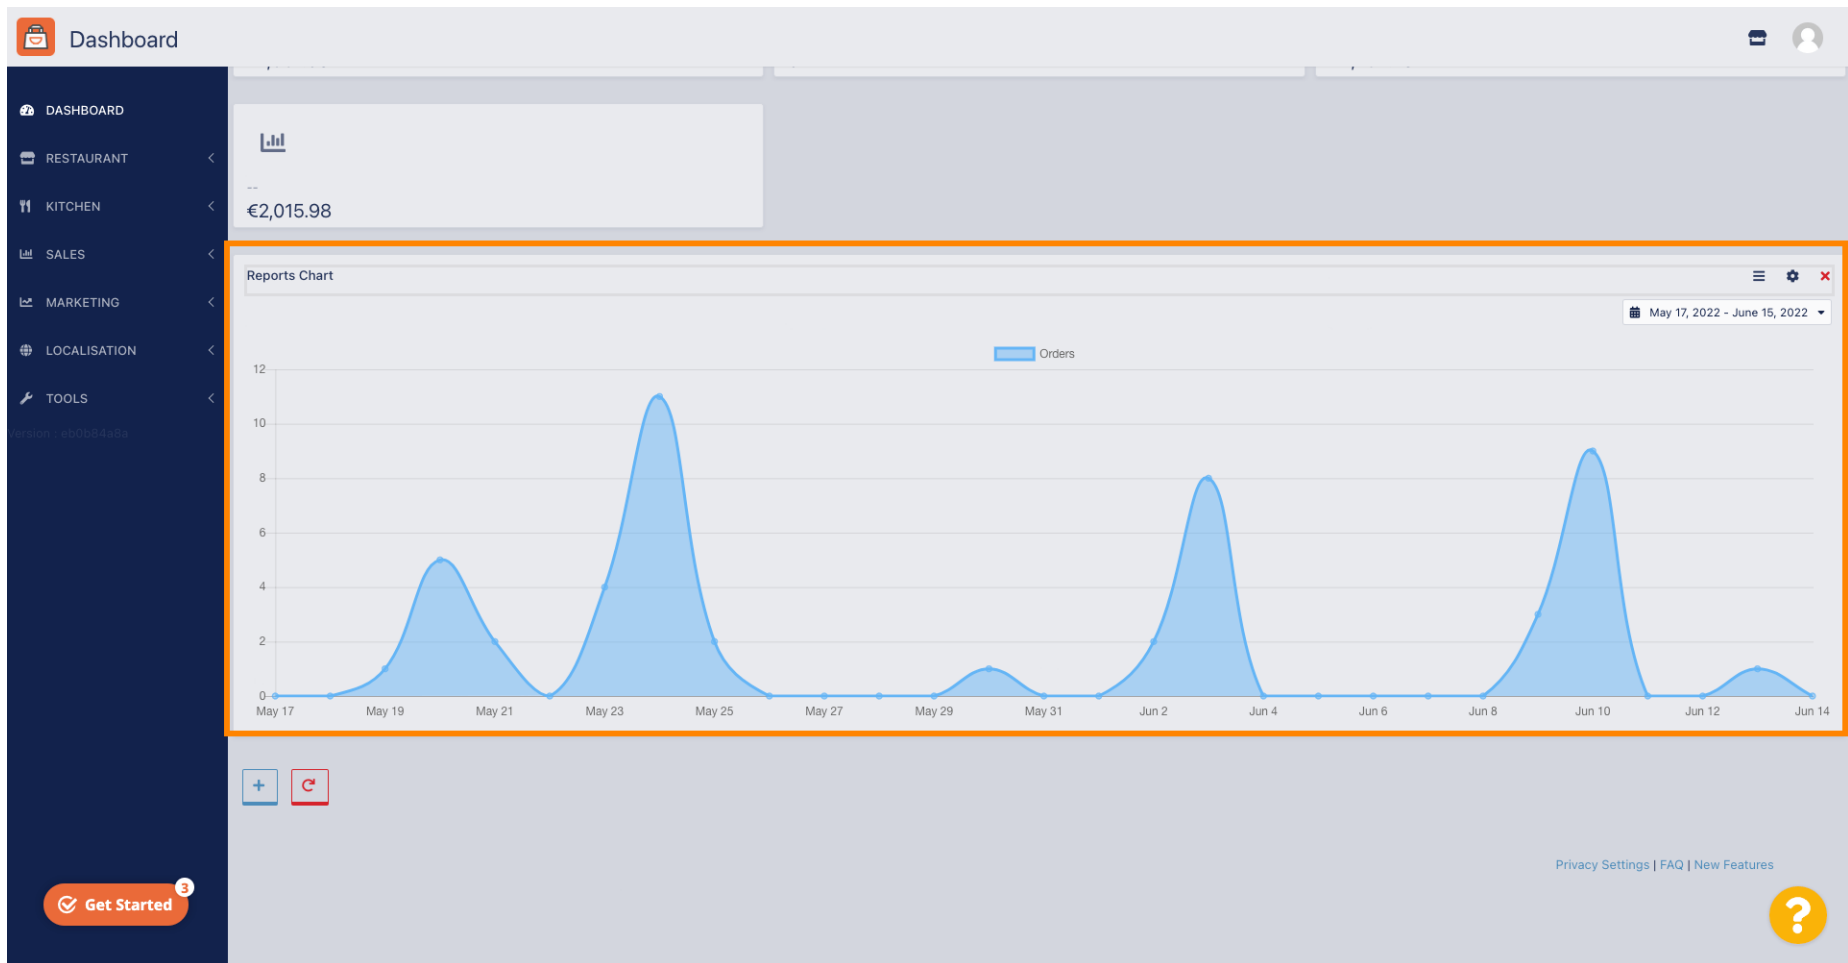 Dashboard
DASHBOARD
RESTAURANT
KITCHEN
SALES
MARKETING
LOCALISATION
TOOLS
Version : eb0b84a8a
--
€2,015.98
Reports Chart
May 17, 2022 - June 15, 2022
Orders
12
10
8
6
4
2
0
May 17 May 19 May 21 May 23 May 25 May 27 May 29 May 31 Jun 2 Jun 4 Jun 6 Jun 8 Jun 10 Jun 12 Jun 14
Privacy Settings | FAQ | New Features
3
Get Started
?